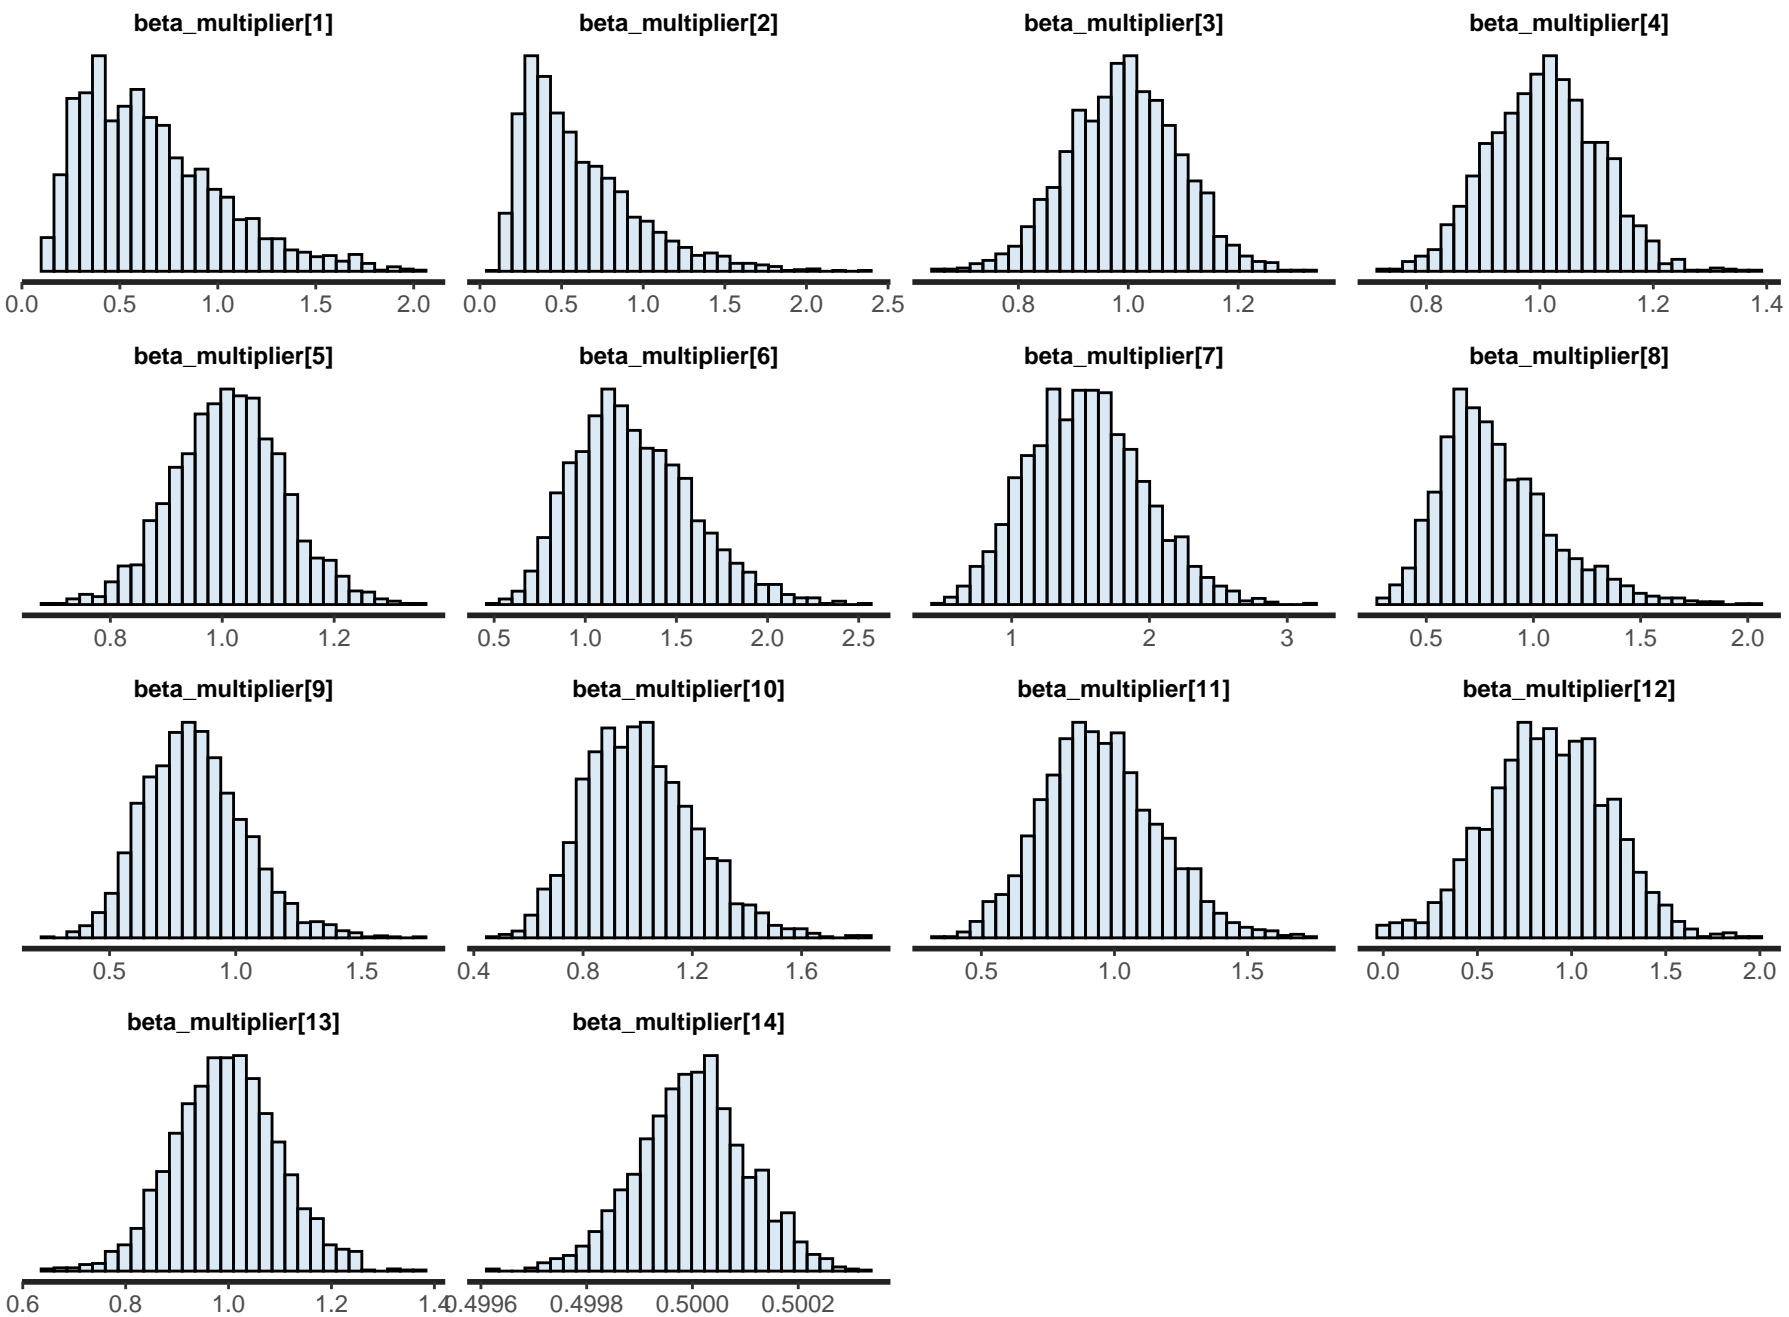 beta_multiplier[1] beta_multiplier[2] beta_multiplier[3] beta_multiplier[4]
0.0 0.5 1.0 1.5 2.0 0.0 0.5 1.0 1.5 2.0 2.5 0.8 1.0 1.2 0.8 1.0 1.2 1.4
beta_multiplier[5] beta_multiplier[6] beta_multiplier[7] beta_multiplier[8]
0.8 1.0 1.2 0.5 1.0 1.5 2.0 2.5 1 2 3 0.5 1.0 1.5 2.0
beta_multiplier[9] beta_multiplier[10] beta_multiplier[11] beta_multiplier[12]
0.5 1.0 1.5 0.4 0.8 1.2 1.6 0.5 1.0 1.5 0.0 0.5 1.0 1.5 2.0
beta_multiplier[13] beta_multiplier[14]
0.6 0.8 1.0 1.2 1.4 0.4996 0.4998 0.5000 0.5002